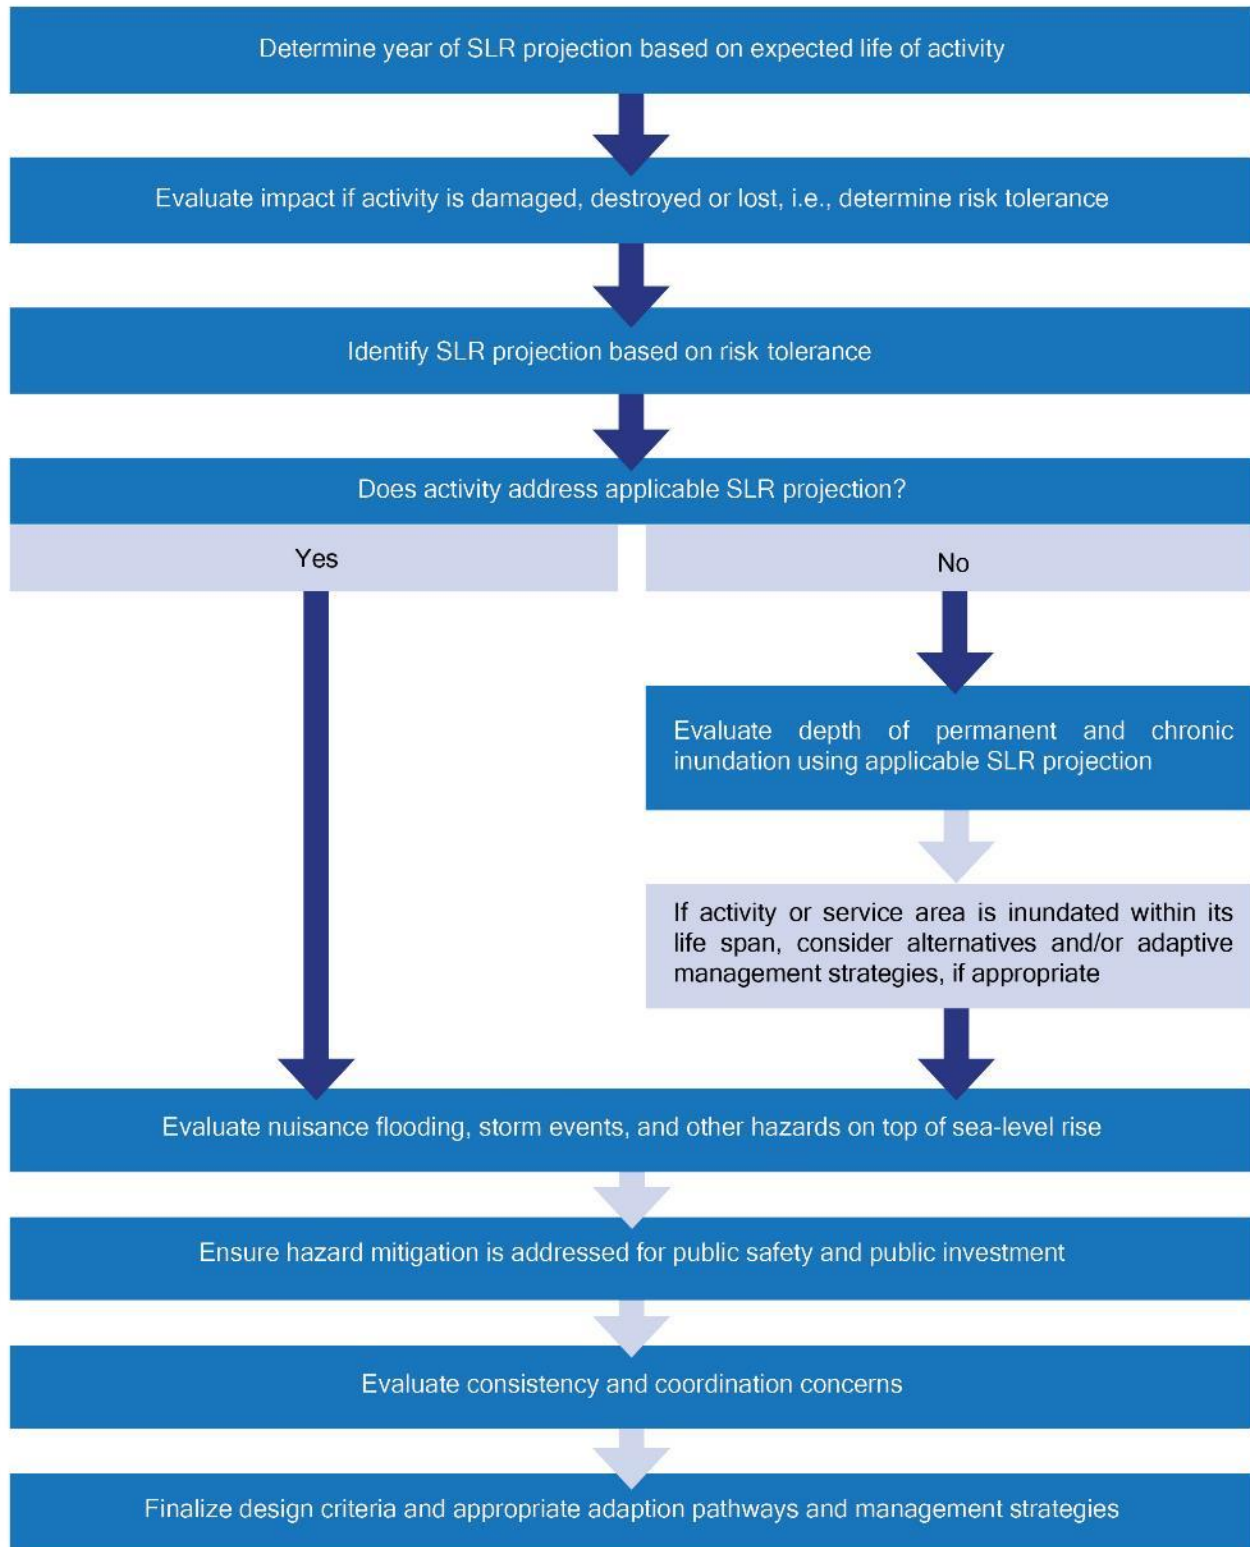 Determine year of SLR projection based on expected life of activity
Evaluate impact if activity is damaged, destroyed or lost, i.e., determine risk tolerance
Identify SLR projection based on risk tolerance
Does activity address applicable SLR projection?
Yes
No
Evaluate depth of permanent and chronic
inundation using applicable SLR projection
If activity or service area is inundated within its
life span, consider alternatives and/or adaptive
management strategies, if appropriate
Evaluate nuisance flooding, storm events, and other hazards on top of sea-level rise
Ensure hazard mitigation is addressed for public safety and public investment
Evaluate consistency and coordination concerns
Finalize design criteria and appropriate adaption pathways and management strategies